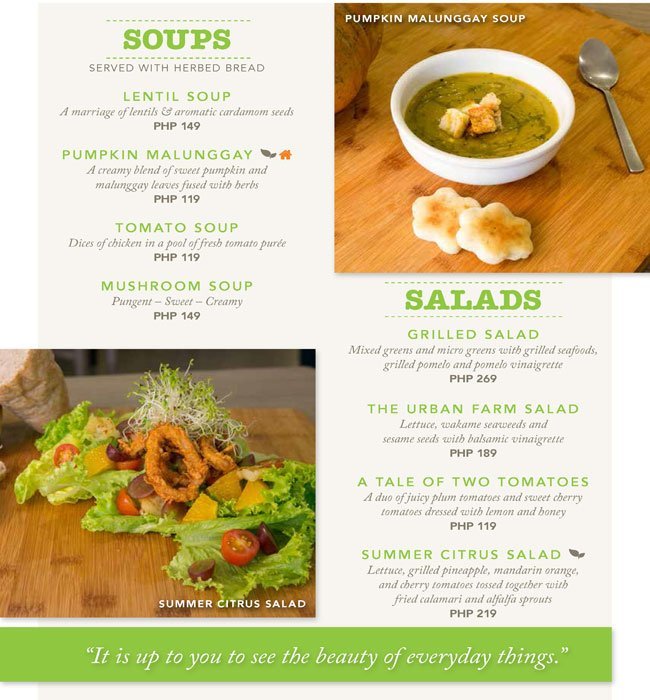 SOUPS
SERVED WITH HERBED BREAD
LENTIL SOUP
A marriage of lentils & aromatic cardamom seeds
PHP 149
PUMPKIN MALUNGGAY
A creamy blend of sweet pumpkin and
malunggay leaves fused with herbs
PHP 119
TOMATO SOUP
Dices of chicken in a pool of fresh tomato purée
PHP 119
MUSHROOM SOUP
Pungent – Sweet – Creamy
PHP 149
PUMPKIN MALUNGGAY SOUP
SALADS
GRILLED SALAD
Mixed greens and micro greens with grilled seafoods,
grilled pomelo and pomelo vinaigrette
PHP 269
THE URBAN FARM SALAD
Lettuce, wakame seaweeds and
sesame seeds with balsamic vinaigrette
PHP 189
A TALE OF TWO TOMATOES
A duo of juicy plum tomatoes and sweet cherry
tomatoes dressed with lemon and honey
PHP 119
SUMMER CITRUS SALAD
Lettuce, grilled pineapple, mandarin orange,
and cherry tomatoes tossed together with
fried calamari and alfalfa sprouts
PHP 219
SUMMER CITRUS SALAD
“It is up to you to see the beauty of everyday things.”